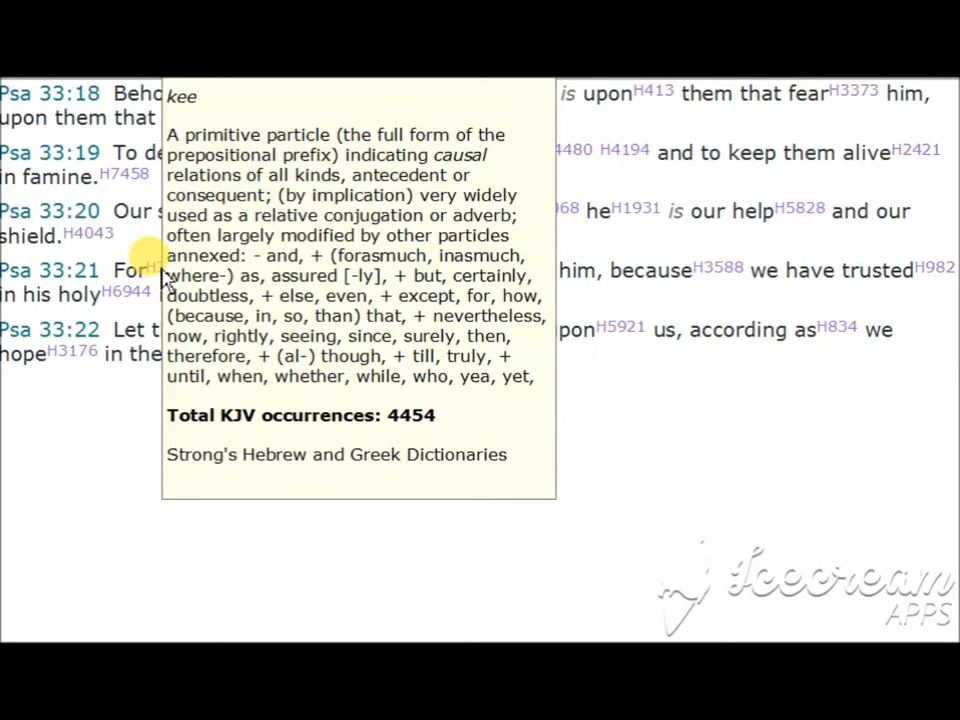 Psa 33:18 Beho is uponH413 them that fearH3373 him,
upon them that
Psa 33:19 To de 4480 H4194 and to keep them aliveH2421
in famine.H7458
Psa 33:20 Our s 968 heH1931 is our helpH5828 and our
shield.H4043
Psa 33:21 For him, becauseH3588 we have trustedH982
in his holyH6944
Psa 33:22 Let t ponH5921 us, according asH834 we
hopeH3176 in the
kee
A primitive particle (the full form of the
prepositional prefix) indicating causal
relations of all kinds, antecedent or
consequent; (by implication) very widely
used as a relative conjugation or adverb;
often largely modified by other particles
annexed: - and, + (forasmuch, inasmuch,
where-) as, assured [-ly], + but, certainly,
doubtless, + else, even, + except, for, how,
(because, in, so, than) that, + nevertheless,
now, rightly, seeing, since, surely, then,
therefore, + (al-) though, + till, truly, +
until, when, whether, while, who, yea, yet,
Total KJV occurrences: 4454
Strong's Hebrew and Greek Dictionaries
Icecream
APPS